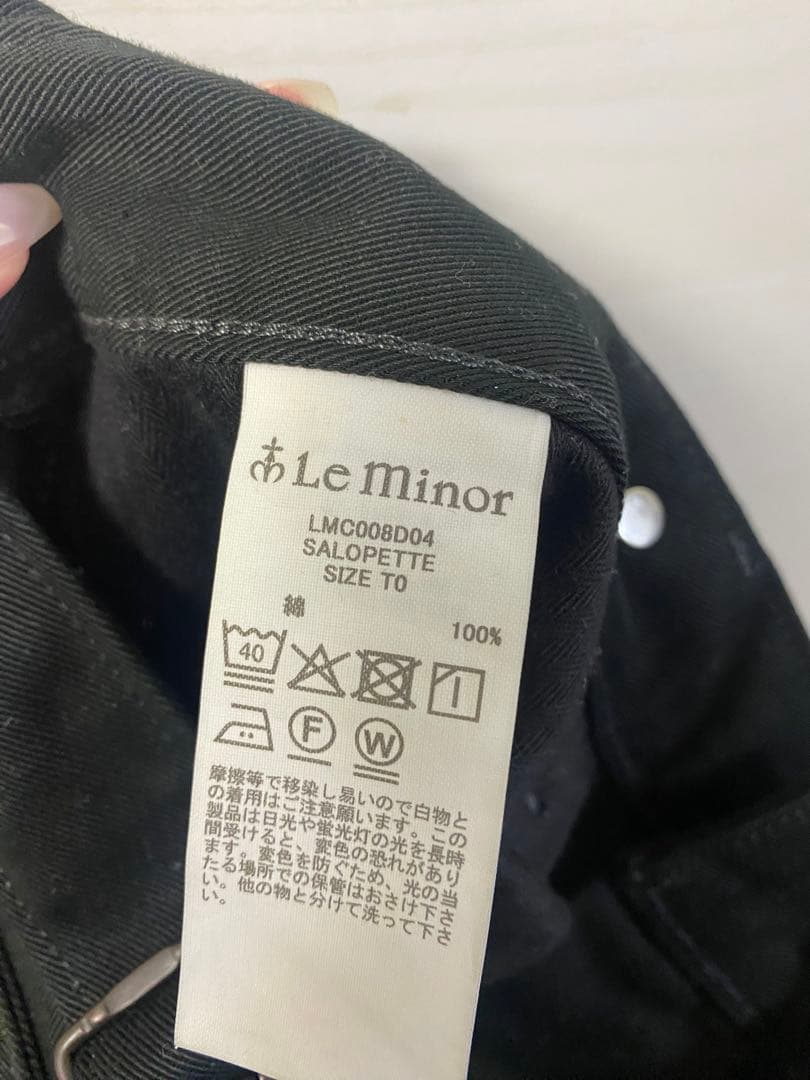 Le minor
LMC008D04
SALOPETTE
SIZE T0
綿 100%
40
F W
摩擦等で移染し易いので白物と
の着用はご注意願います。この
製品は日光や蛍光灯の光を長時
間受けると、変色の恐れがあり
ます。変色を防ぐため、光の当
たる場所での保管はおさけ下さ
い。他の物と分けて洗って下さ
い。